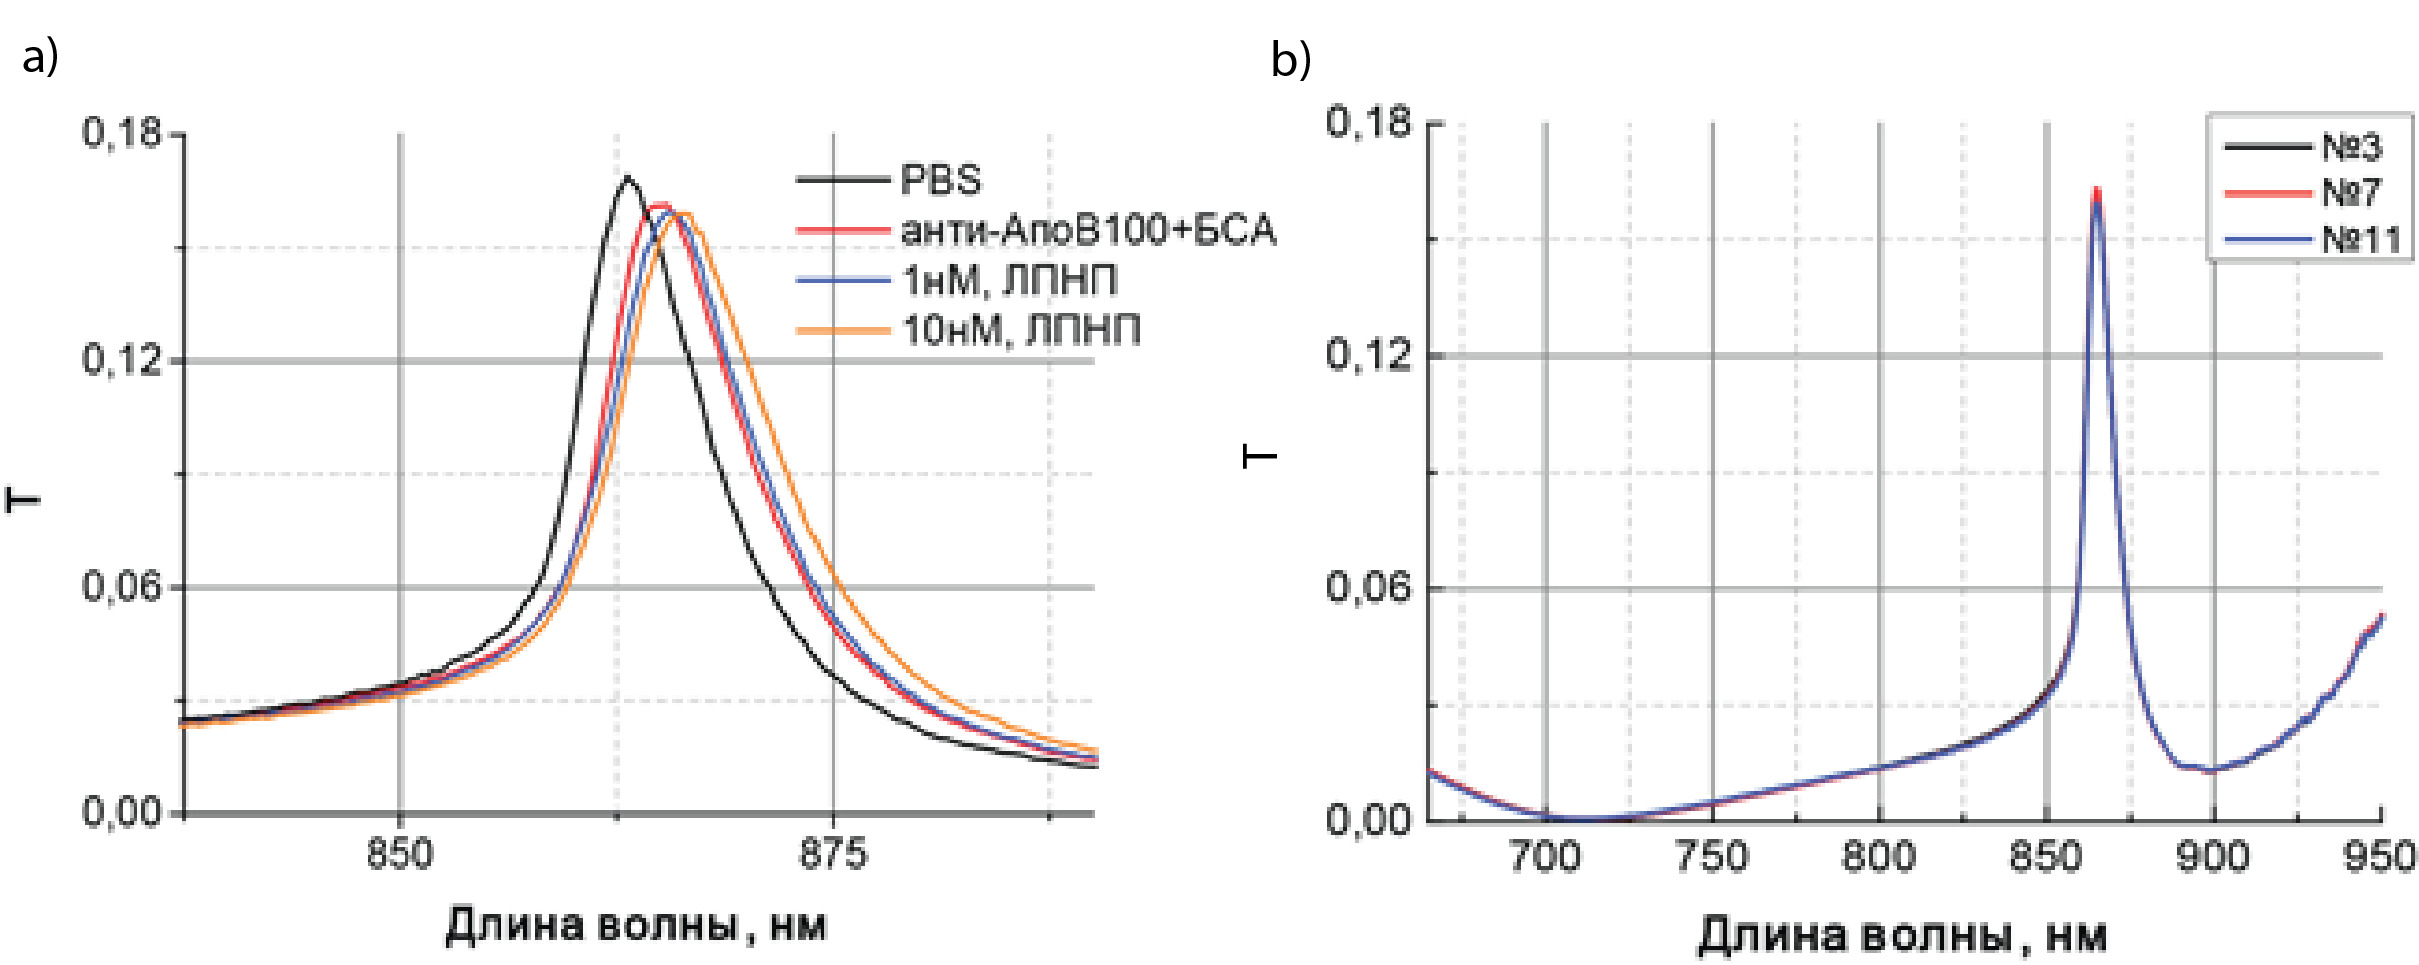 a)
0,18
0,12
0,06
0,00
T
850
875
Длина волны, нм
PBS
анти-АпоВ100+БСА
1нМ, ЛПНП
10нМ, ЛПНП
b)
0,18
0,12
0,06
0,00
T
700
750
800
850
900
950
Длина волны, нм
№3
№7
№11